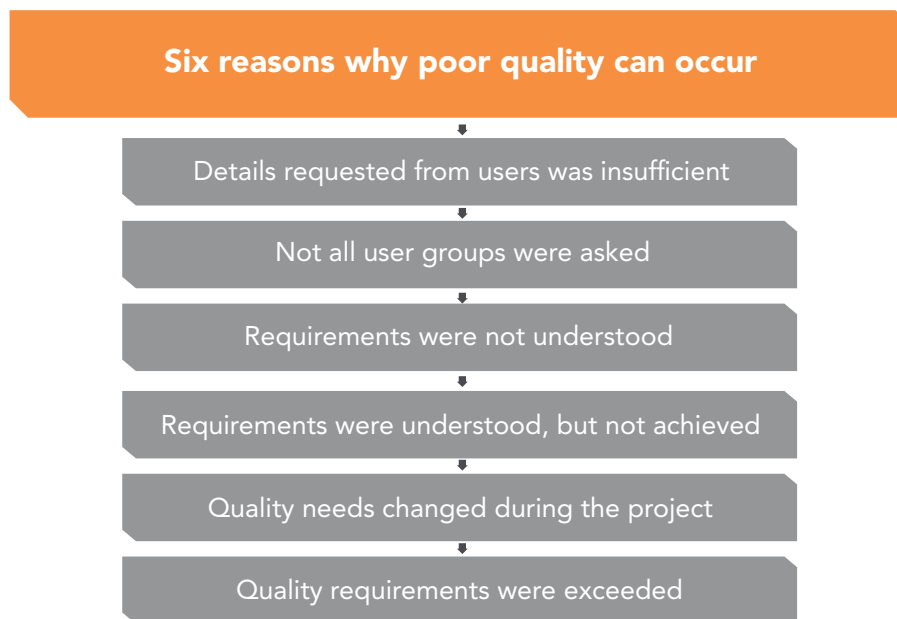 Six reasons why poor quality can occur
Details requested from users was insufficient
Not all user groups were asked
Requirements were not understood
Requirements were understood, but not achieved
Quality needs changed during the project
Quality requirements were exceeded